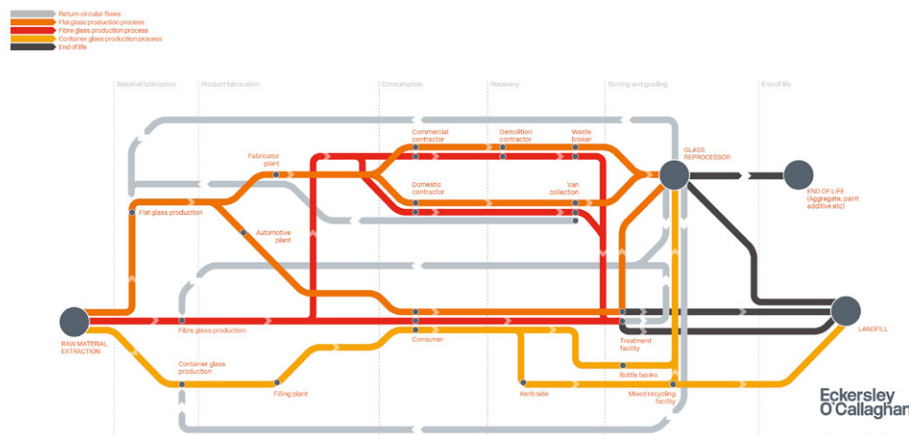 Return circular flows
Flat glass production process
Fibre glass production process
Container glass production process
End of life
Material fabrication
Product fabrication
Consumption
Recovery
Sorting and grading
End of life
Commercial
contractor
Demolition contractor
Waste
broker
Fabricator
plant
GLASS
REPROCESSOR
Domestic
contractor
Van
collection
END OF LIFE
(Aggregate, paint
additive etc)
Flat glass production
Automotive
plant
RAW MATERIAL
EXTRACTION
Fibre glass production
Consumer
Treatment
facility
LANDFILL
Container glass
production
Filling plant
Kerb side
Bottle banks
Mixed recycling
facility
Eckersley
O'Callaghan